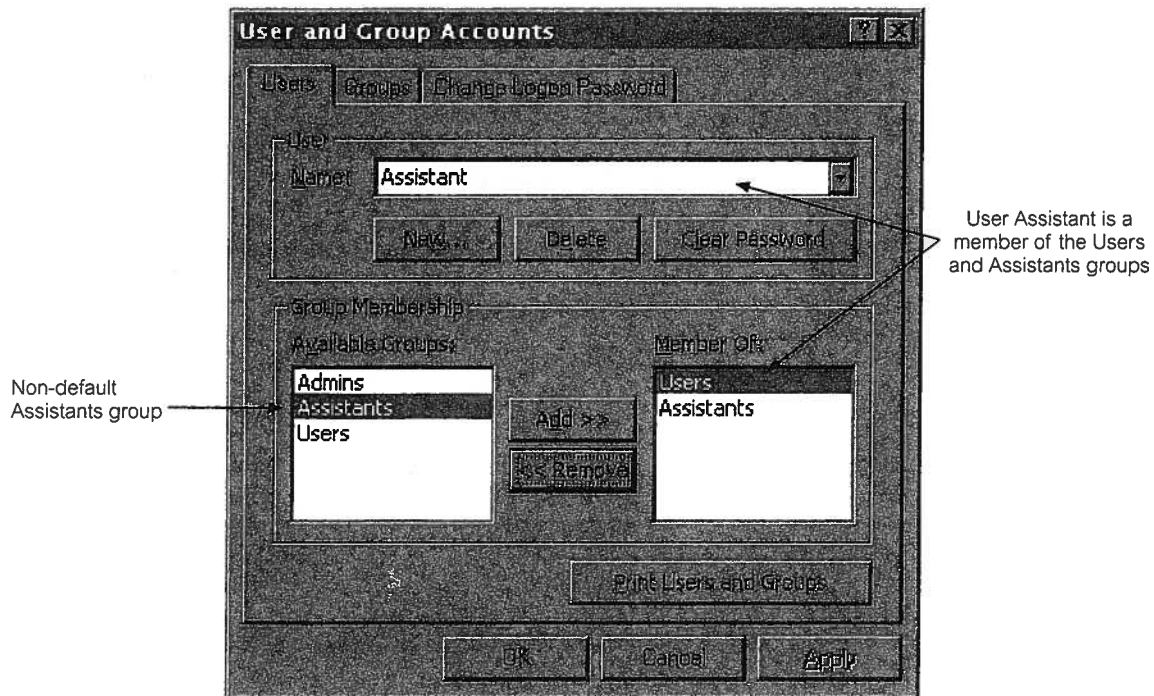 User and Group Accounts
Users Groups Change Logon Password
User
Name: Assistant
New... Delete Clear Password
User Assistant is a
member of the Users
and Assistants groups
Group Membership
Available Groups: Member Of:
Admins
Assistants
Users
Users
Assistants
Add >>
<< Remove
Non-default
Assistants group
Print Users and Groups
OK Cancel Apply